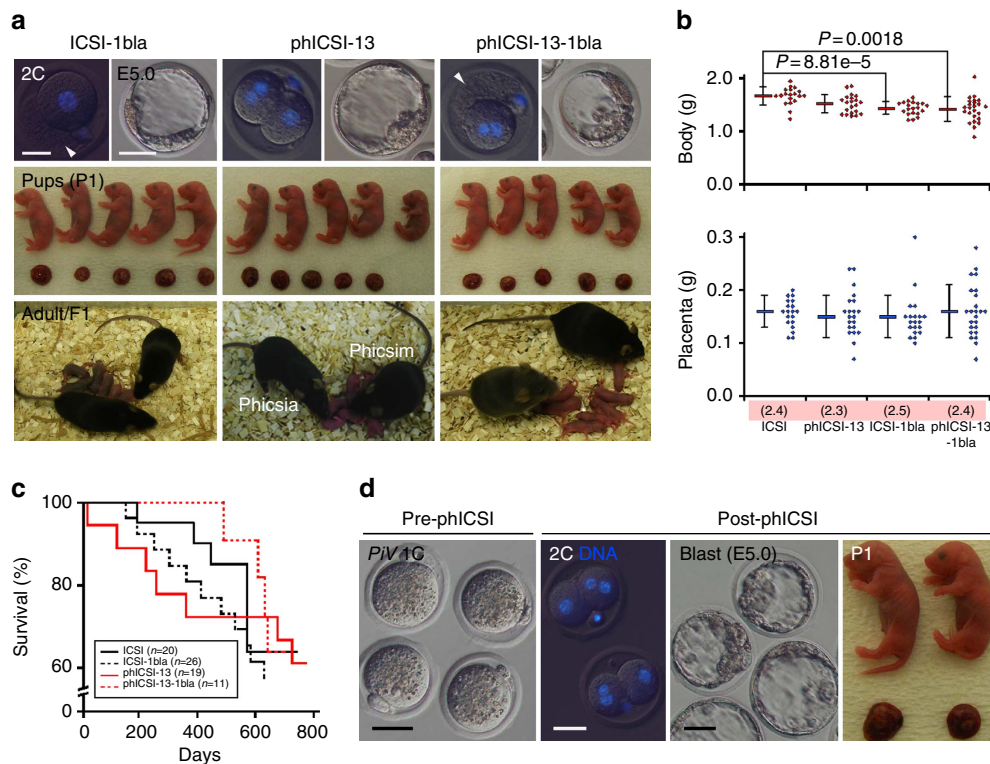 a
ICSI-1bla
phICSI-13
phICSI-13-1bla
2C
E5.0
Pups (P1)
Adult/F1
Phicsim
Phicsia
b
P=0.0018
P=8.81e–5
Body (g)
2.0
1.0
0.0
Placenta (g)
0.3
0.2
0.1
0.0
(2.4) (2.3) (2.5) (2.4)
ICSI phICSI-13 ICSI-1bla phICSI-13
-1bla
c
Survival (%)
100
80
60
0
ICSI (n=20)
ICSI-1bla (n=26)
phICSI-13 (n=19)
phICSI-13-1bla (n=11)
0 200 400 600 800
Days
d
Pre-phICSI
Post-phICSI
PiV 1C
2C DNA
Blast (E5.0)
P1